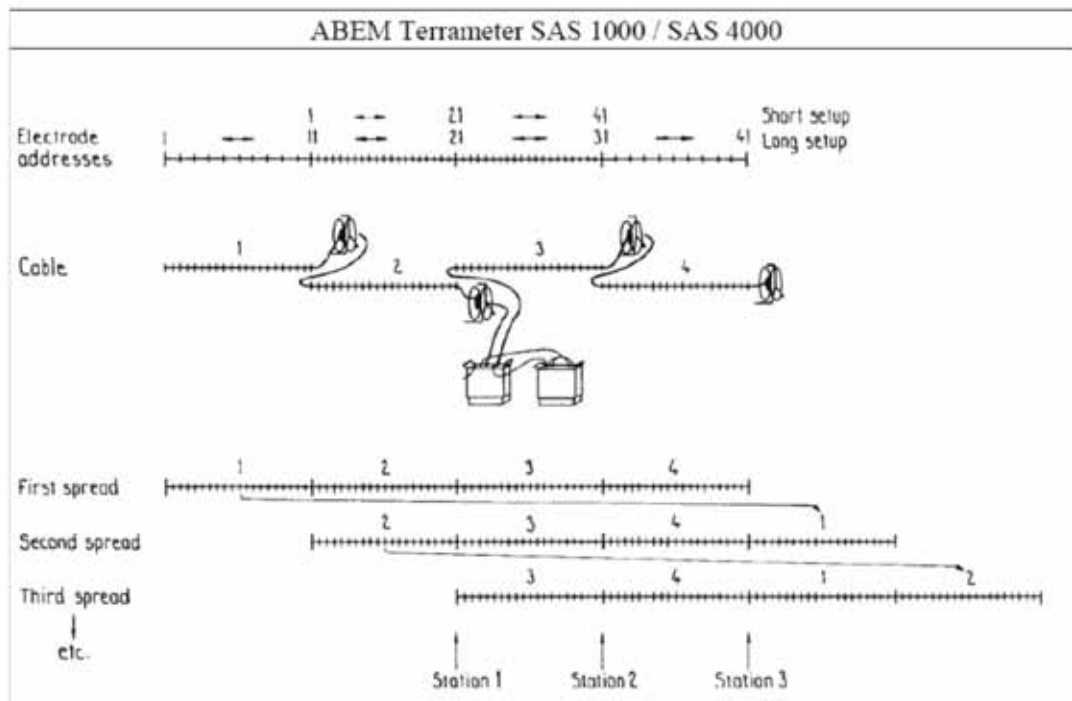 ABEM Terrameter SAS 1000 / SAS 4000
1 21 41 Short setup
Electrode addresses 1 11 21 31 41 Long setup
Cable 1 2 3 4
First spread 1 2 3 4
Second spread 2 3 4 1
Third spread 3 4 1 2
etc.
Station 1 Station 2 Station 3